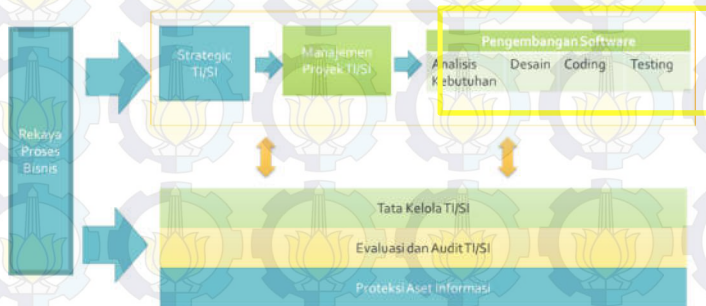 Rekaya
Proses
Bisnis
Strategic
TI/SI
Manajemen
Proyek TI/SI
Pengembangan Software
Analisis
Kebutuhan
Desain
Coding
Testing
Tata Kelola TI/SI
Evaluasi dan Audit TI/SI
Proteksi Aset Informasi